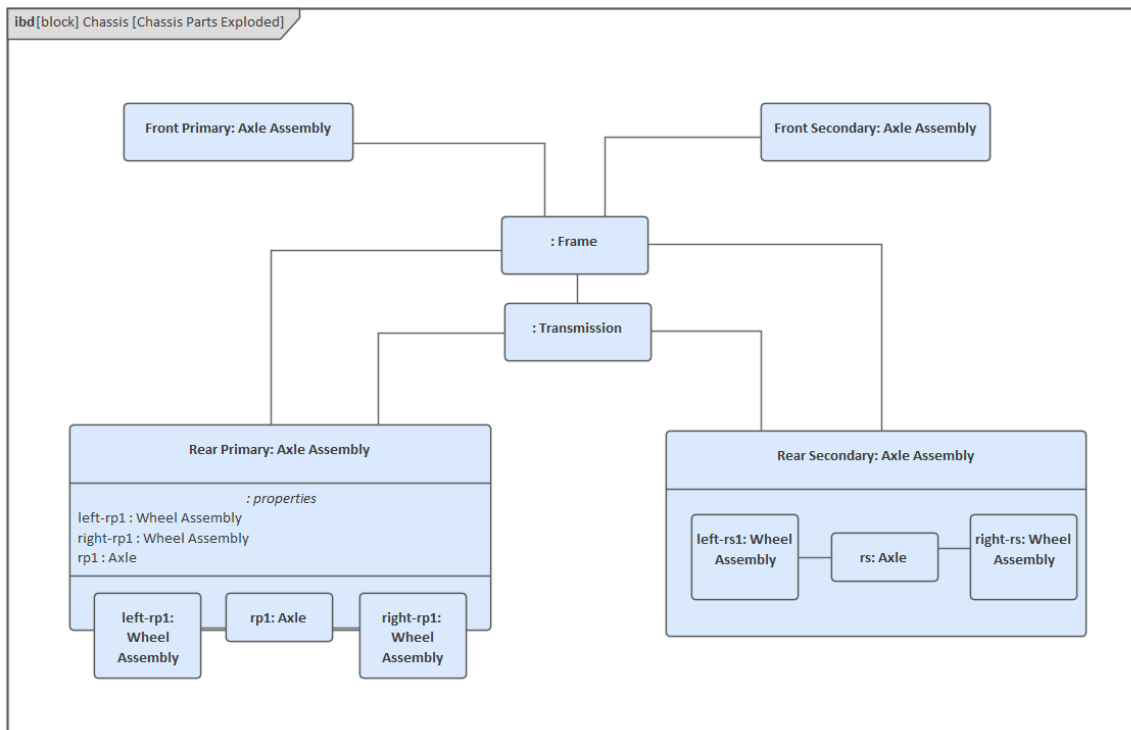 ibd [block] Chassis [Chassis Parts Exploded]
Front Primary: Axle Assembly
Front Secondary: Axle Assembly
: Frame
: Transmission
Rear Primary: Axle Assembly
: properties
left-rp1 : Wheel Assembly
right-rp1 : Wheel Assembly
rp1 : Axle
left-rp1:
Wheel
Assembly
rp1: Axle
right-rp1:
Wheel
Assembly
Rear Secondary: Axle Assembly
left-rs1: Wheel
Assembly
rs: Axle
right-rs: Wheel
Assembly